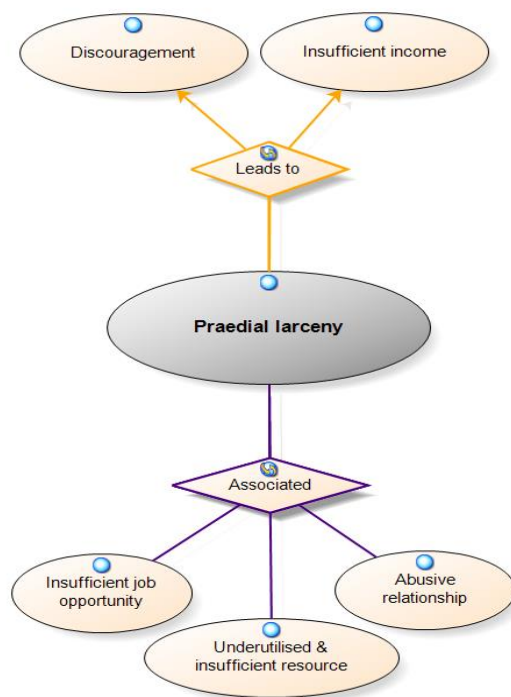 Discouragement
Insufficient income
Leads to
Praedial larceny
Associated
Insufficient job
opportunity
Abusive
relationship
Underutilised &
insufficient resource